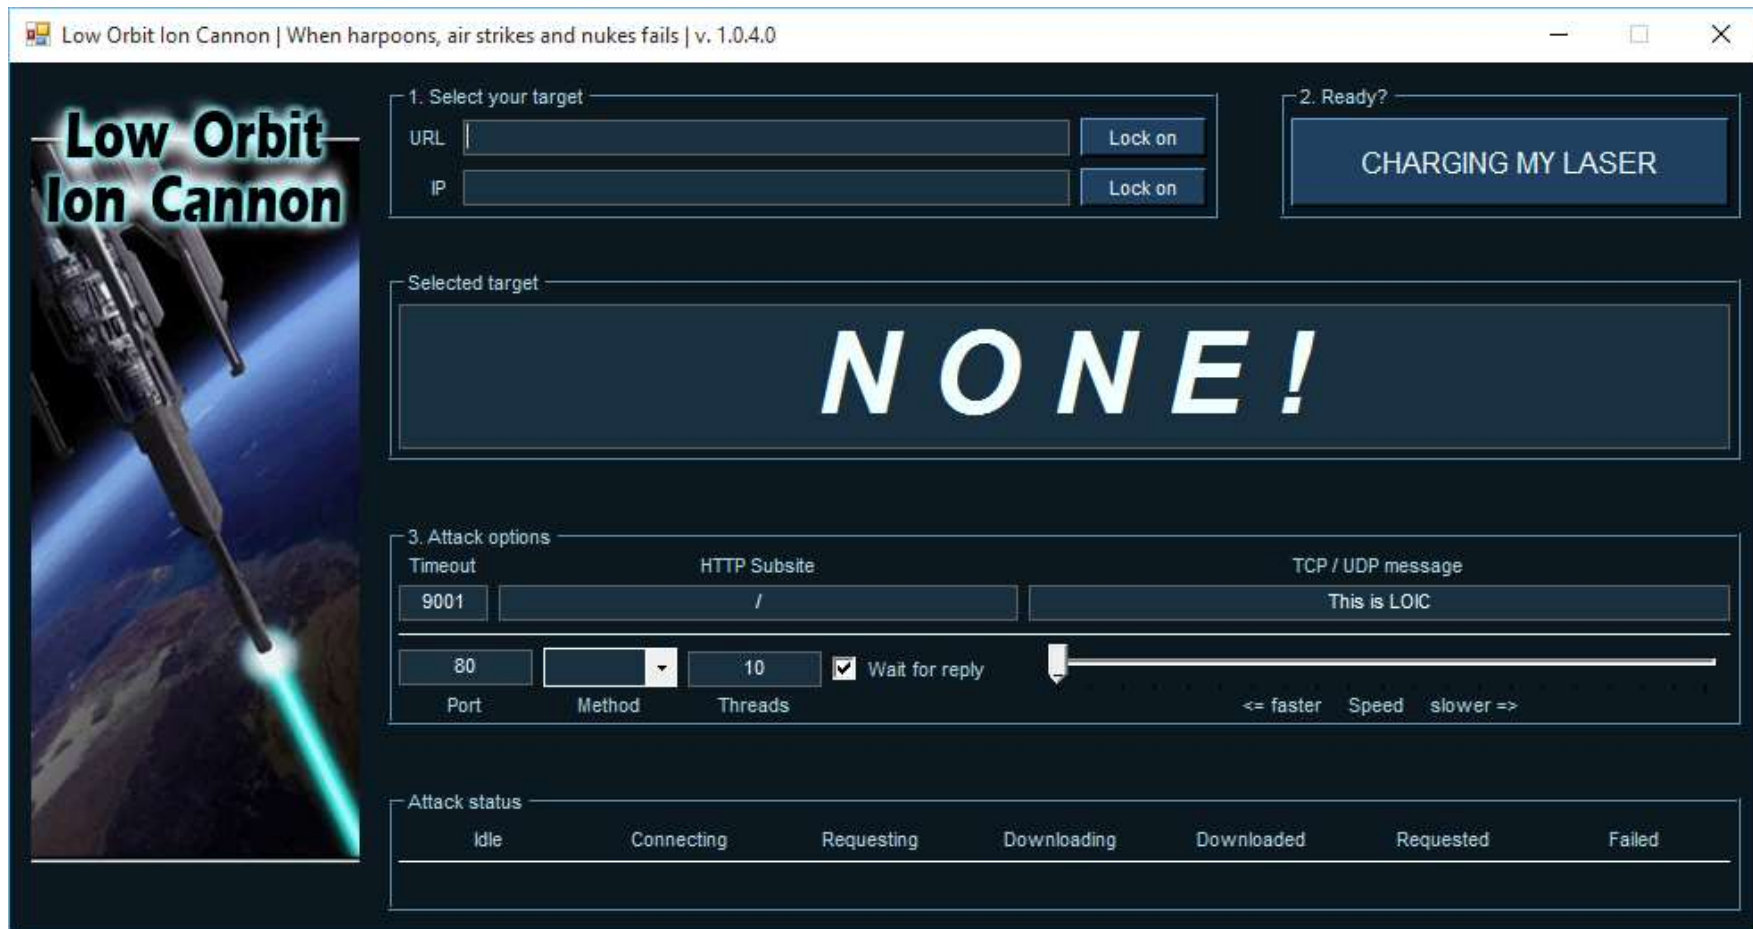 Low Orbit Ion Cannon | When harpoons, air strikes and nukes fails | v. 1.0.4.0
Low Orbit
Ion Cannon
1. Select your target
URL
Lock on
IP
Lock on
2. Ready?
CHARGING MY LASER
Selected target
NONE!
3. Attack options
Timeout HTTP Subsite TCP / UDP message
9001 / This is LOIC
80 10 Wait for reply
Port Method Threads <= faster Speed slower =>
Attack status
Idle Connecting Requesting Downloading Downloaded Requested Failed